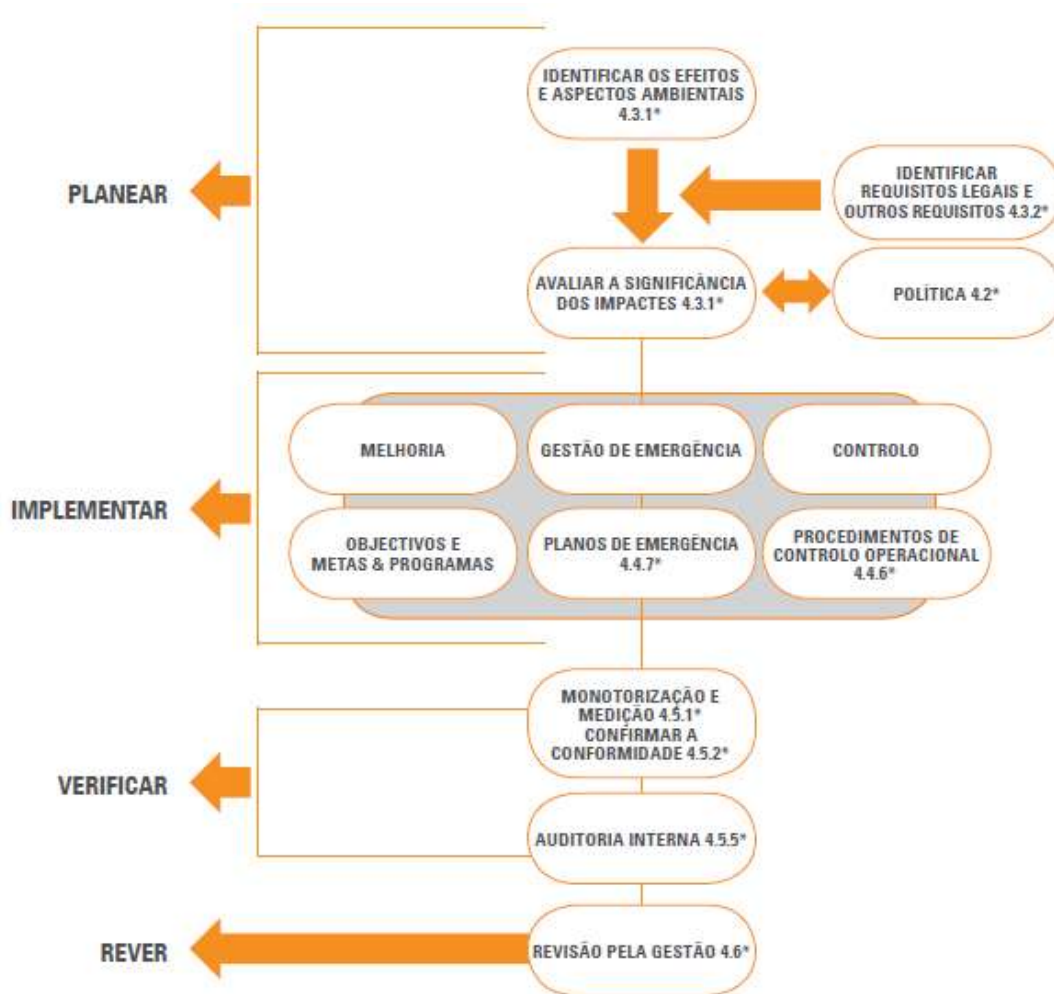 IDENTIFICAR OS EFEITOS
E ASPECTOS AMBIENTAIS
4.3.1*
PLANEAR
IDENTIFICAR
REQUISITOS LEGAIS E
OUTROS REQUISITOS 4.3.2*
AVALIAR A SIGNIFICÂNCIA
DOS IMPACTES 4.3.1*
POLÍTICA 4.2*
MELHORIA
GESTÃO DE EMERGÊNCIA
CONTROLO
IMPLEMENTAR
OBJECTIVOS E
METAS & PROGRAMAS
PLANOS DE EMERGÊNCIA
4.4.7*
PROCEDIMENTOS DE
CONTROLO OPERACIONAL
4.4.6*
MONOTORIZAÇÃO E
MEDIÇÃO 4.5.1*
CONFIRMAR A
CONFORMIDADE 4.5.2*
VERIFICAR
AUDITORIA INTERNA 4.5.5*
REVER
REVISÃO PELA GESTÃO 4.6*